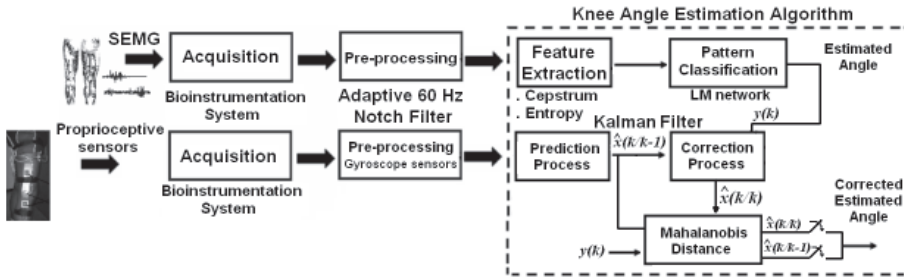 Knee Angle Estimation Algorithm
SEMG
Acquisition
Bioinstrumentation
System
Pre-processing
Adaptive 60 Hz
Notch Filter
Feature
Extraction
. Cepstrum
. Entropy
Pattern
Classification
LM network
Estimated
Angle
y(k)
Proprioceptive
sensors
Acquisition
Bioinstrumentation
System
Pre-processing
Gyroscope sensors
Kalman Filter
Prediction
Process
x̂(k/k-1)
Correction
Process
x̂(k/k)
Mahalanobis
Distance
y(k)
x̂(k/k)
x̂(k/k-1)
Corrected
Estimated
Angle